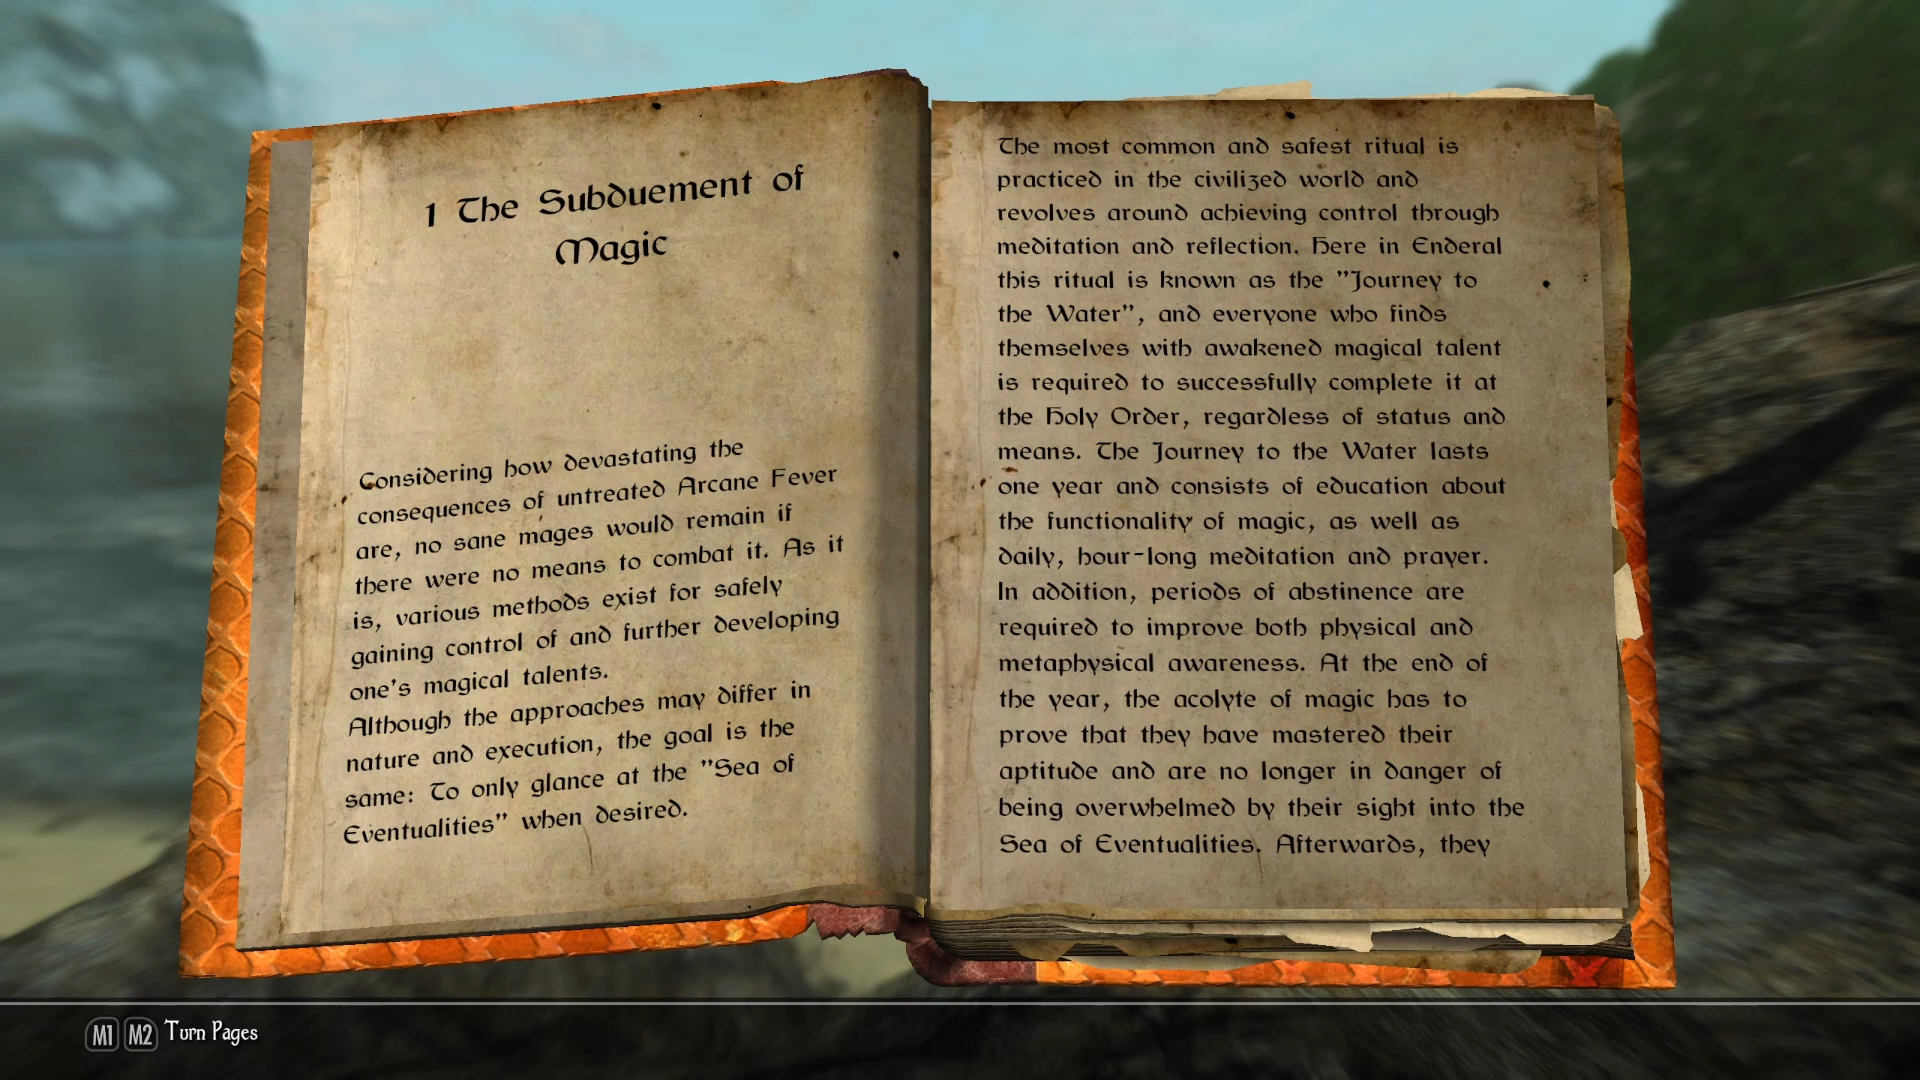 1 The Subduement of
Magic
Considering how devastating the
consequences of untreated Arcane Fever
are, no sane mages would remain if
there were no means to combat it. As it
is, various methods exist for safely
gaining control of and further developing
one's magical talents.
Although the approaches may differ in
nature and execution, the goal is the
same: To only glance at the "Sea of
Eventualities" when desired.
The most common and safest ritual is
practiced in the civilized world and
revolves around achieving control through
meditation and reflection. Here in Enderal
this ritual is known as the "Journey to
the Water", and everyone who finds
themselves with awakened magical talent
is required to successfully complete it at
the Holy Order, regardless of status and
means. The Journey to the Water lasts
one year and consists of education about
the functionality of magic, as well as
daily, hour-long meditation and prayer.
In addition, periods of abstinence are
required to improve both physical and
metaphysical awareness. At the end of
the year, the acolyte of magic has to
prove that they have mastered their
aptitude and are no longer in danger of
being overwhelmed by their sight into the
Sea of Eventualities. Afterwards, they
M1 M2 Turn Pages